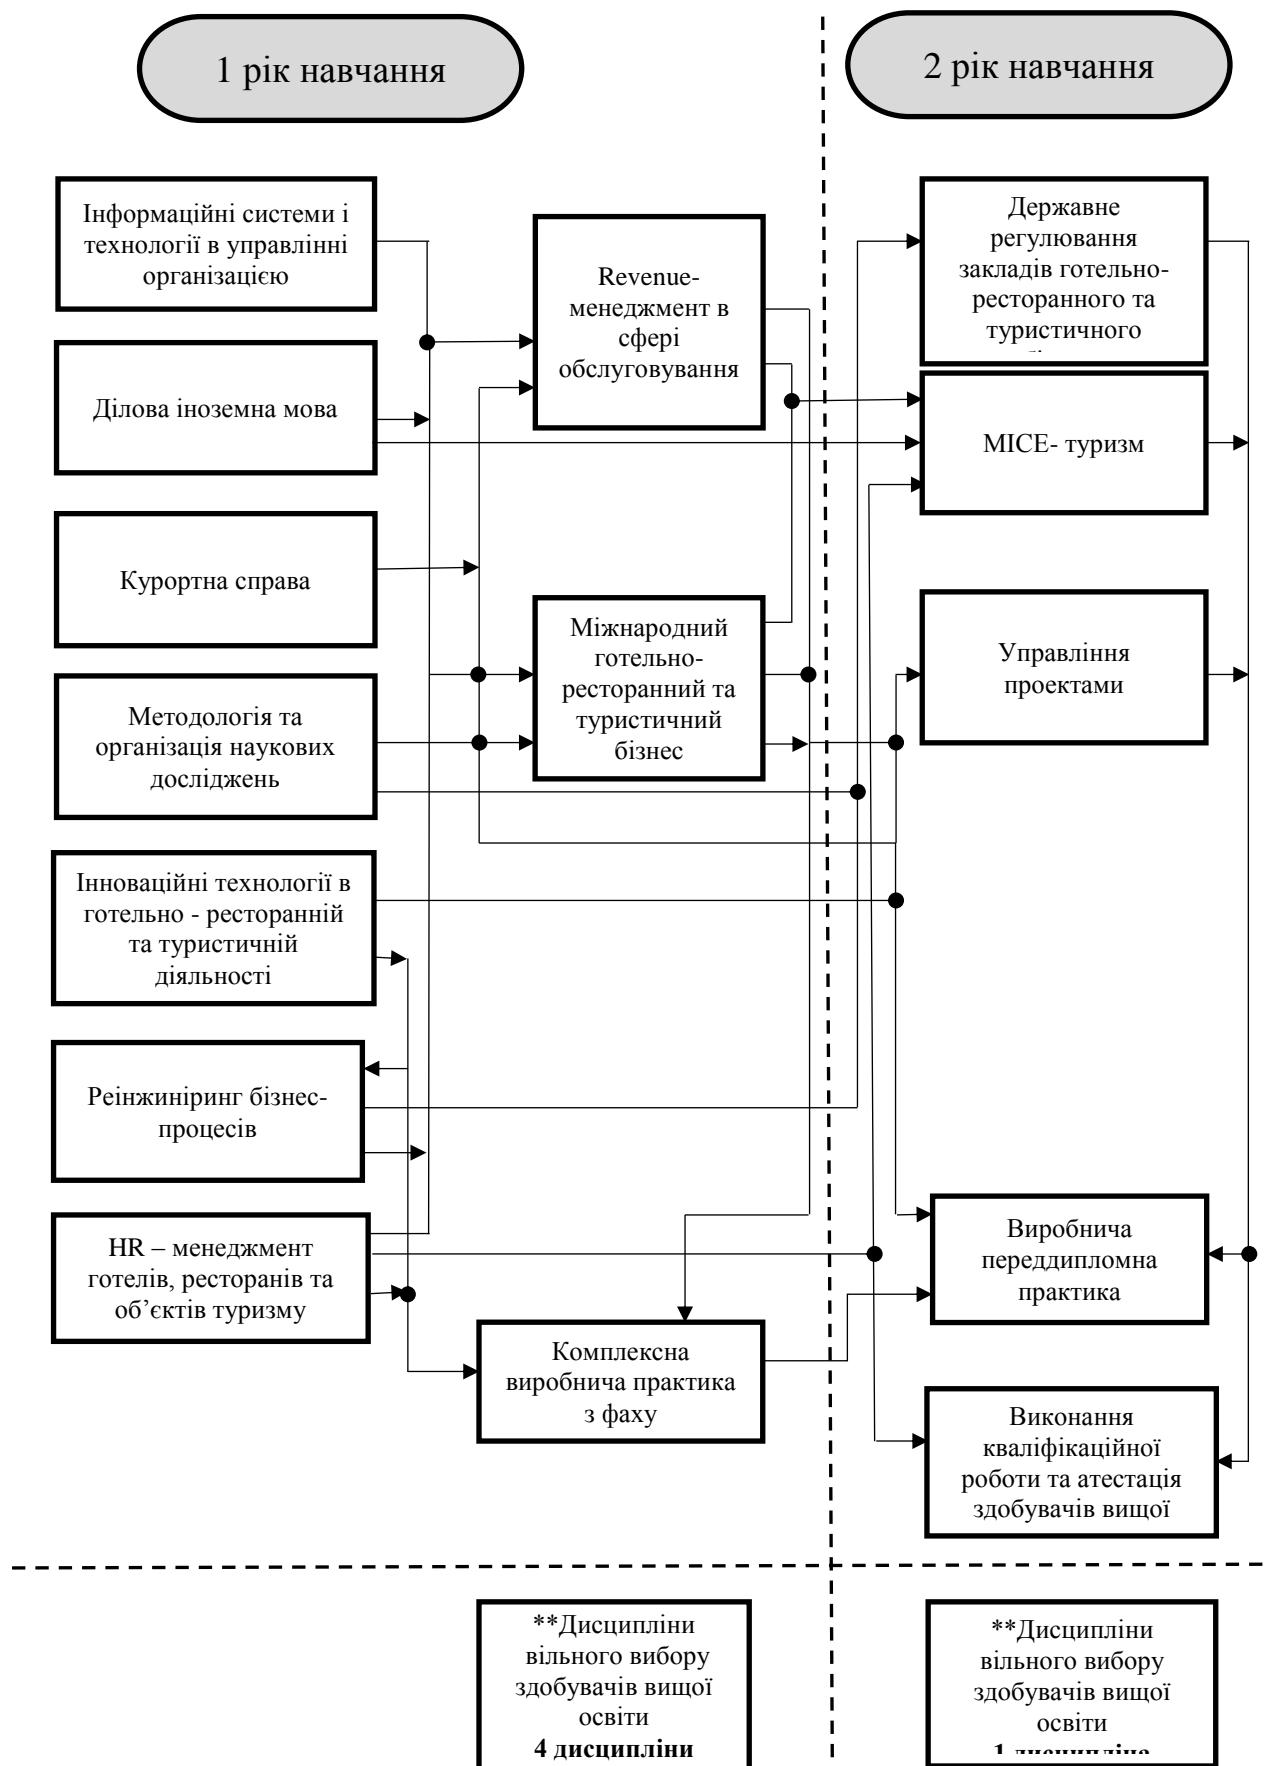 1 рік навчання
2 рік навчання
Інформаційні системи і
технології в управлінні
організацією
Ділова іноземна мова
Курортна справа
Методологія та
організація наукових
досліджень
Інноваційні технології в
готельно - ресторанній
та туристичній
діяльності
Реінжиніринг бізнес-
процесів
HR – менеджмент
готелів, ресторанів та
об’єктів туризму
Revenue-
менеджмент в
сфері
обслуговування
Міжнародний
готельно-
ресторанний та
туристичний
бізнес
Комплексна
виробнича практика
з фаху
Державне
регулювання
закладів готельно-
ресторанного та
туристичного
MICE- туризм
Управління
проектами
Виробнича
переддипломна
практика
Виконання
кваліфікаційної
роботи та атестація
здобувачів вищої
**Дисципліни
вільного вибору
здобувачів вищої
освіти
4 дисципліни
**Дисципліни
вільного вибору
здобувачів вищої
освіти
1 дисципліна